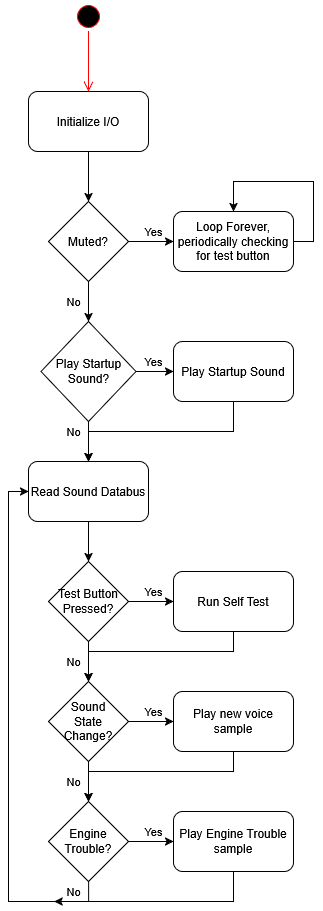 Initialize I/O
Muted?
Yes
Loop Forever,
periodically checking
for test button
No
Play Startup
Sound?
Yes
Play Startup Sound
No
Read Sound Databus
Test Button
Pressed?
Yes
Run Self Test
No
Sound
State
Change?
Yes
Play new voice
sample
No
Engine
Trouble?
Yes
Play Engine Trouble
sample
No